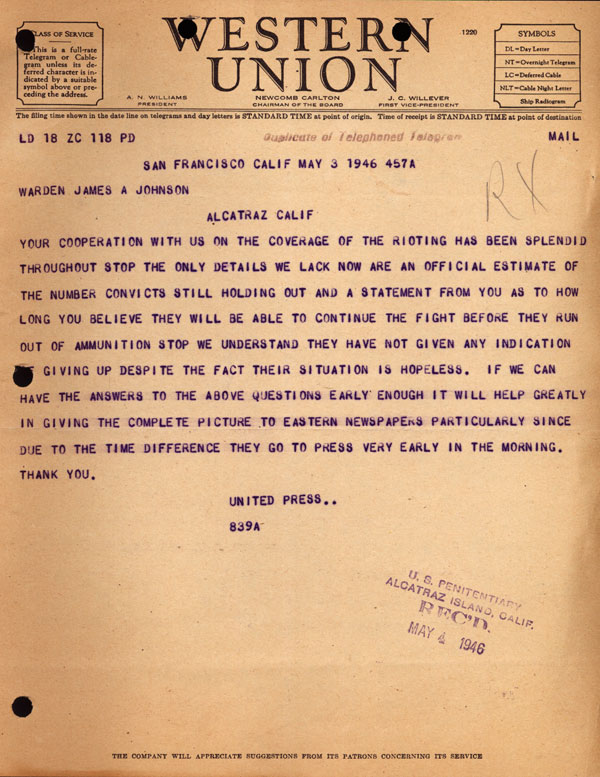 CLASS OF SERVICE
This is a full-rate
Telegram or Cable-
gram unless its de-
ferred character is in-
dicated by a suitable
symbol above or pre-
ceding the address.
WESTERN
UNION
1220
A. N. WILLIAMS
PRESIDENT
NEWCOMB CARLTON
CHAIRMAN OF THE BOARD
J. C. WILLEVER
FIRST VICE-PRESIDENT
SYMBOLS
DL=Day Letter
NT=Overnight Telegram
LC=Deferred Cable
NLT=Cable Night Letter
Ship Radiogram
The filing time shown in the date line on telegrams and day letters is STANDARD TIME at point of origin. Time of receipt is STANDARD TIME at point of destination
LD 18 ZC 118 PD Duplicate of Telephoned Telegram MAIL
SAN FRANCISCO CALIF MAY 3 1946 457A
WARDEN JAMES A JOHNSON
RX
ALCATRAZ CALIF
YOUR COOPERATION WITH US ON THE COVERAGE OF THE RIOTING HAS BEEN SPLENDID
THROUGHOUT STOP THE ONLY DETAILS WE LACK NOW ARE AN OFFICIAL ESTIMATE OF
THE NUMBER CONVICTS STILL HOLDING OUT AND A STATEMENT FROM YOU AS TO HOW
LONG YOU BELIEVE THEY WILL BE ABLE TO CONTINUE THE FIGHT BEFORE THEY RUN
OUT OF AMMUNITION STOP WE UNDERSTAND THEY HAVE NOT GIVEN ANY INDICATION
GIVING UP DESPITE THE FACT THEIR SITUATION IS HOPELESS. IF WE CAN
HAVE THE ANSWERS TO THE ABOVE QUESTIONS EARLY ENOUGH IT WILL HELP GREATLY
IN GIVING THE COMPLETE PICTURE TO EASTERN NEWSPAPERS PARTICULARLY SINCE
DUE TO THE TIME DIFFERENCE THEY GO TO PRESS VERY EARLY IN THE MORNING.
THANK YOU.
UNITED PRESS..
839A
U. S. PENITENTIARY
ALCATRAZ ISLAND, CALIF.
REC'D.
MAY 4 1946
THE COMPANY WILL APPRECIATE SUGGESTIONS FROM ITS PATRONS CONCERNING ITS SERVICE